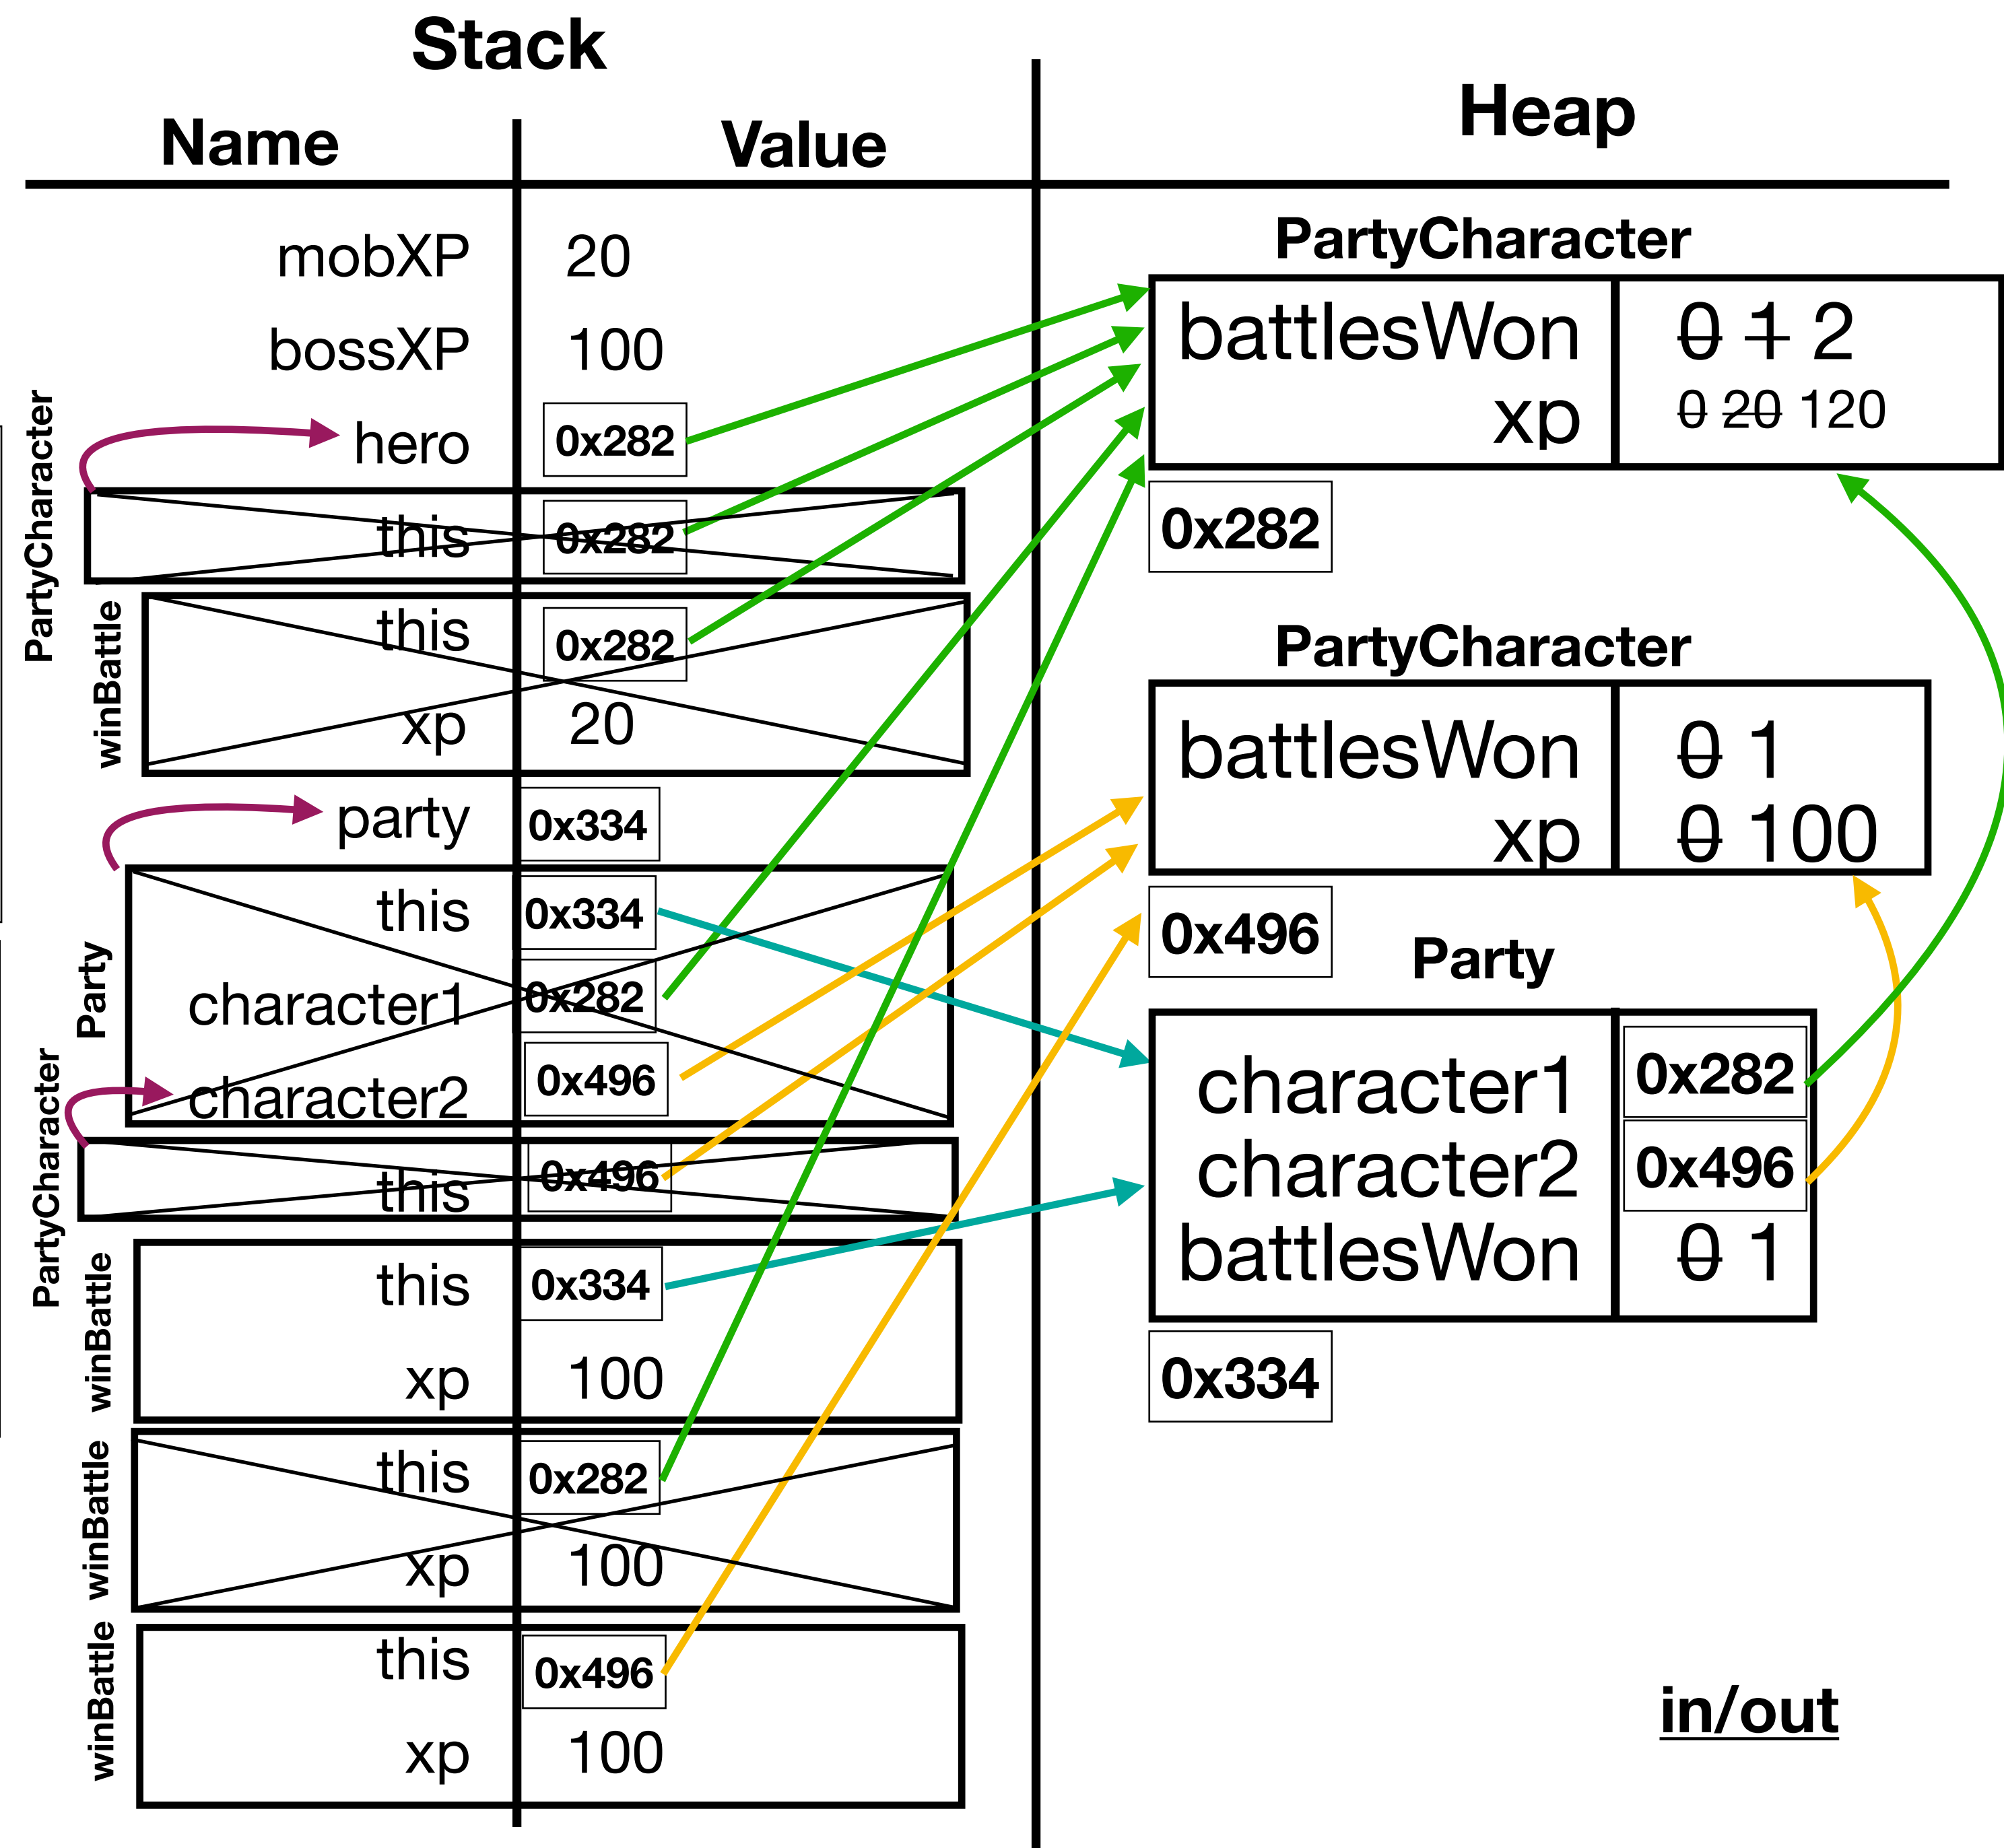 Stack
Name Value
Heap
mobXP 20
bossXP 100
hero 0x282
PartyCharacter
this 0x282
winBattle
this 0x282
xp 20
party 0x334
Party
this 0x334
character1 0x282
character2 0x496
PartyCharacter
this 0x496
winBattle
this 0x334
xp 100
winBattle
this 0x282
xp 100
winBattle
this 0x496
xp 100
PartyCharacter
battlesWon 0 1 2
xp 0 20 120
0x282
PartyCharacter
battlesWon 0 1
xp 0 100
0x496
Party
character1 0x282
character2 0x496
battlesWon 0 1
0x334
in/out